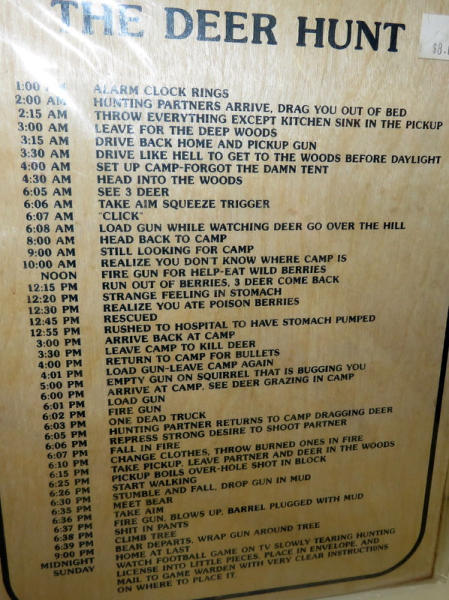 THE DEER HUNT
1:00 AM ALARM CLOCK RINGS
2:00 AM HUNTING PARTNERS ARRIVE, DRAG YOU OUT OF BED
2:15 AM THROW EVERYTHING EXCEPT KITCHEN SINK IN THE PICKUP
3:00 AM LEAVE FOR THE DEEP WOODS
3:15 AM DRIVE BACK HOME AND PICKUP GUN
3:30 AM DRIVE LIKE HELL TO GET TO THE WOODS BEFORE DAYLIGHT
4:00 AM SET UP CAMP-FORGOT THE DAMN TENT
4:30 AM HEAD INTO THE WOODS
6:05 AM SEE 3 DEER
6:06 AM TAKE AIM SQUEEZE TRIGGER
6:07 AM "CLICK"
6:08 AM LOAD GUN WHILE WATCHING DEER GO OVER THE HILL
8:00 AM HEAD BACK TO CAMP
9:00 AM STILL LOOKING FOR CAMP
10:00 AM REALIZE YOU DON'T KNOW WHERE CAMP IS
NOON FIRE GUN FOR HELP-EAT WILD BERRIES
12:15 PM RUN OUT OF BERRIES, 3 DEER COME BACK
12:20 PM STRANGE FEELING IN STOMACH
12:30 PM REALIZE YOU ATE POISON BERRIES
12:45 PM RESCUED
12:55 PM RUSHED TO HOSPITAL TO HAVE STOMACH PUMPED
3:00 PM ARRIVE BACK AT CAMP
3:30 PM LEAVE CAMP TO KILL DEER
4:00 PM RETURN TO CAMP FOR BULLETS
4:01 PM LOAD GUN-LEAVE CAMP AGAIN
5:00 PM EMPTY GUN ON SQUIRREL THAT IS BUGGING YOU
6:00 PM ARRIVE AT CAMP, SEE DEER GRAZING IN CAMP
6:01 PM LOAD GUN
6:02 PM FIRE GUN
6:03 PM ONE DEAD TRUCK
6:05 PM HUNTING PARTNER RETURNS TO CAMP DRAGGING DEER
6:06 PM REPRESS STRONG DESIRE TO SHOOT PARTNER
6:07 PM FALL IN FIRE
6:10 PM CHANGE CLOTHES, THROW BURNED ONES IN FIRE
6:15 PM TAKE PICKUP, LEAVE PARTNER AND DEER IN THE WOODS
6:25 PM PICKUP BOILS OVER-HOLE SHOT IN BLOCK
6:26 PM START WALKING
6:30 PM STUMBLE AND FALL, DROP GUN IN MUD
6:35 PM MEET BEAR
6:36 PM TAKE AIM
6:37 PM FIRE GUN, BLOWS UP, BARREL PLUGGED WITH MUD
6:38 PM SHIT IN PANTS
6:39 PM CLIMB TREE
9:00 PM BEAR DEPARTS, WRAP GUN AROUND TREE
MIDNIGHT HOME AT LAST
SUNDAY WATCH FOOTBALL GAME ON TV SLOWLY TEARING HUNTING
LICENSE INTO LITTLE PIECES, PLACE IN ENVELOPE, AND
MAIL TO GAME WARDEN WITH VERY CLEAR INSTRUCTIONS
ON WHERE TO PLACE IT.